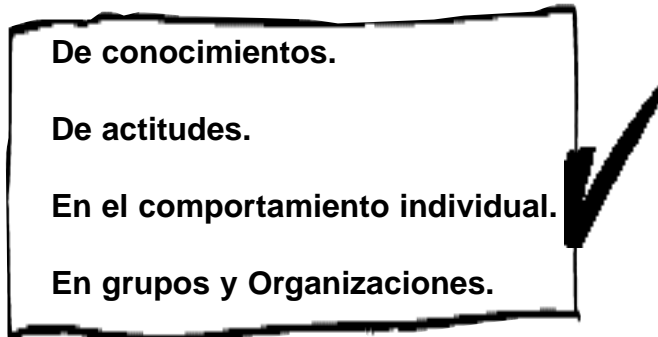 De conocimientos.
De actitudes.
En el comportamiento individual.
En grupos y Organizaciones.